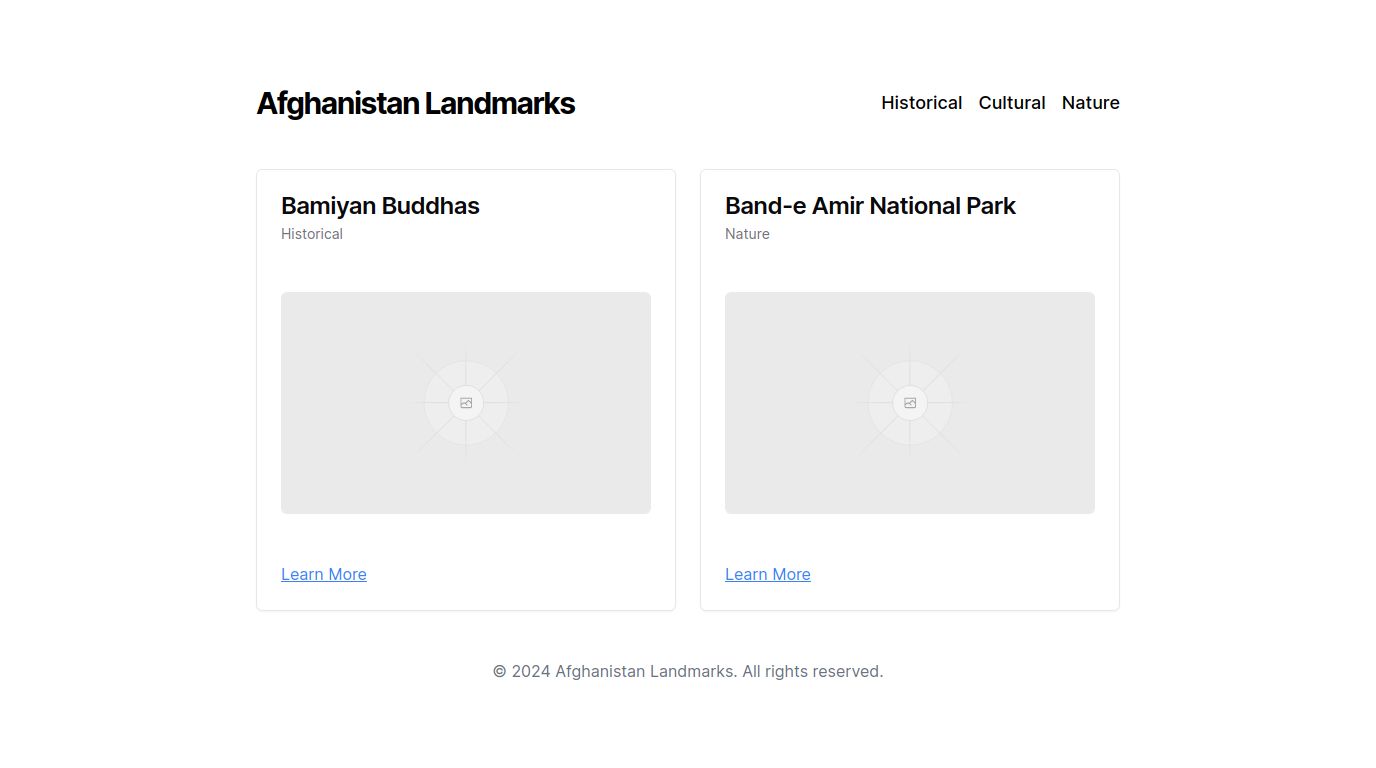 Afghanistan Landmarks
Historical Cultural Nature
Bamiyan Buddhas
Historical
Learn More
Band-e Amir National Park
Nature
Learn More
© 2024 Afghanistan Landmarks. All rights reserved.